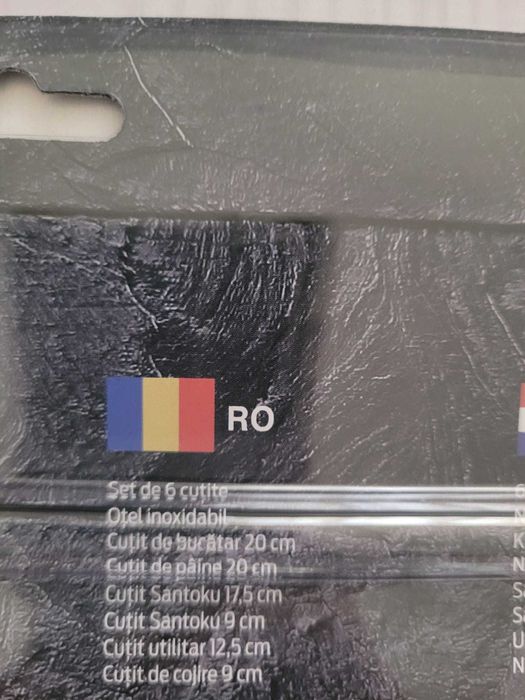 RO
Set de 6 cuțite
Oțel inoxidabil
Cuțit de bucătar 20 cm
Cuțit de pâine 20 cm
Cuțit Santoku 17,5 cm
Cuțit Santoku 9 cm
Cuțit utilitar 12,5 cm
Cuțit de cojire 9 cm
K
N
S
S
U
N